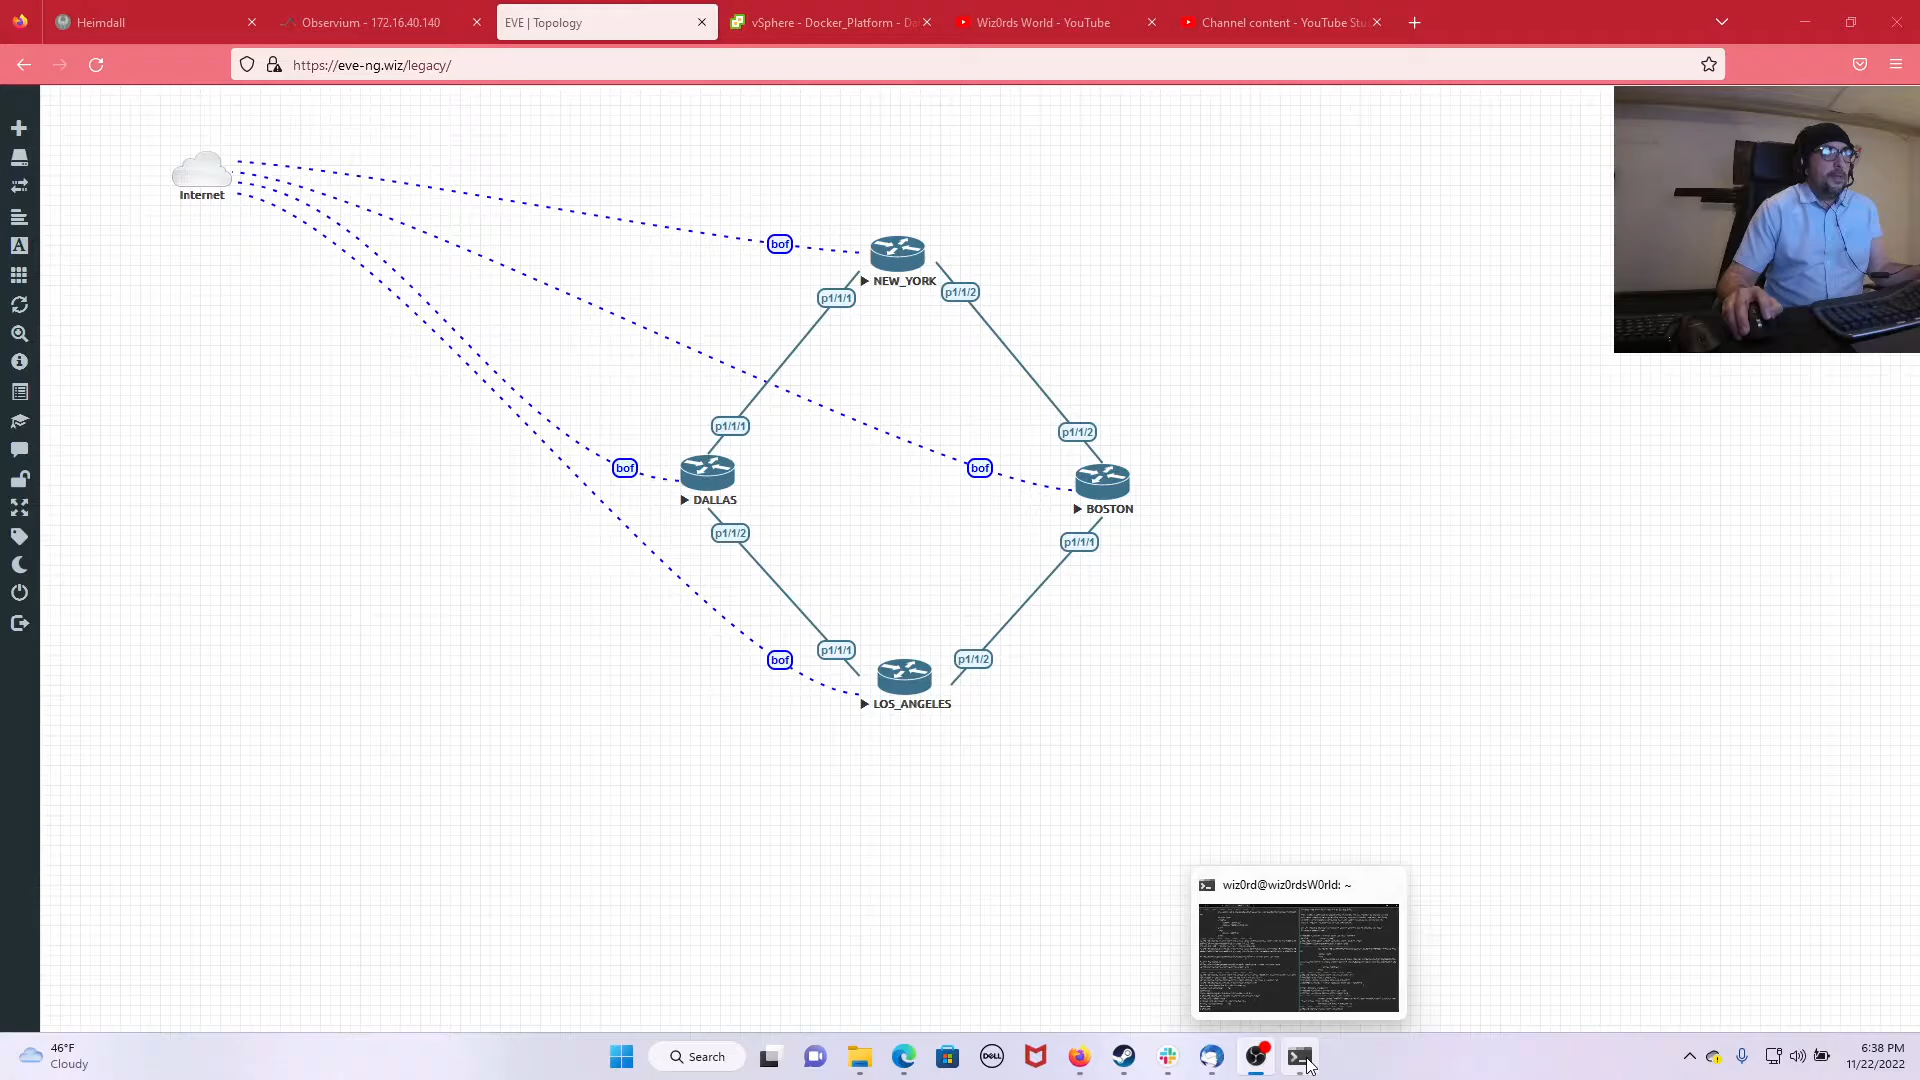 Heimdall
Observium - 172.16.40.140
EVE | Topology
vSphere - Docker_Platform - Da
Wiz0rds World - YouTube
Channel content - YouTube Stu
https://eve-ng.wiz/legacy/
Internet
bof
NEW_YORK
p1/1/1
p1/1/2
p1/1/1
p1/1/2
bof
bof
DALLAS
BOSTON
p1/1/2
p1/1/1
p1/1/1
p1/1/2
bof
LOS_ANGELES
wiz0rd@wiz0rdsW0rld: ~
46°F
Cloudy
Search
DELL
6:38 PM
11/22/2022